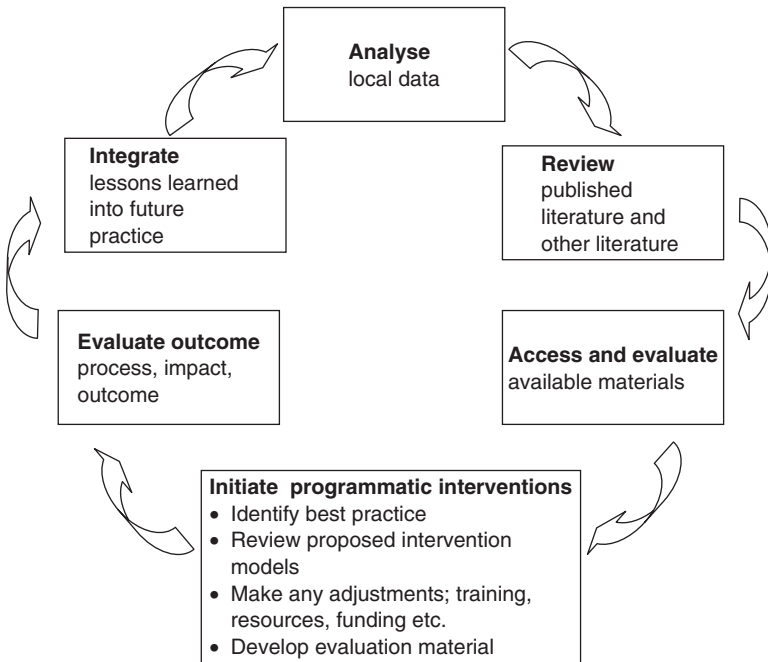 Analyse
local data
Review
published
literature and
other literature
Access and evaluate
available materials
Initiate programmatic interventions
• Identify best practice
• Review proposed intervention
models
• Make any adjustments; training,
resources, funding etc.
• Develop evaluation material
Evaluate outcome
process, impact,
outcome
Integrate
lessons learned
into future
practice